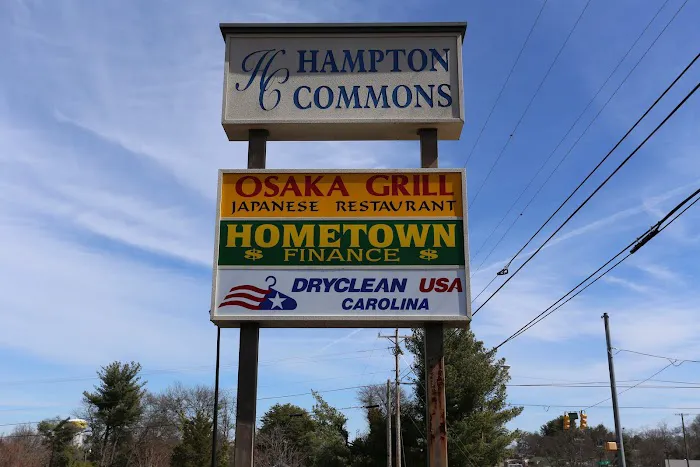 HC HAMPTON
COMMONS
OSAKA GRILL
JAPANESE RESTAURANT
HOMETOWN
$ FINANCE $
DRYCLEAN USA
CAROLINA